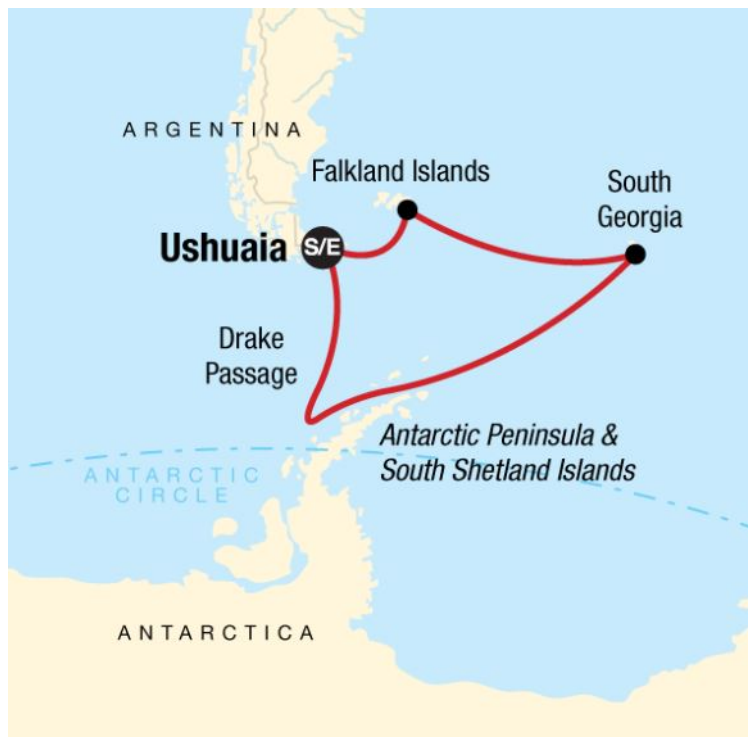 ARGENTINA
Falkland Islands
South
Georgia
Ushuaia S/E
Drake
Passage
Antarctic Peninsula &
South Shetland Islands
ANTARCTIC
CIRCLE
ANTARCTICA